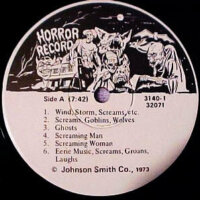 HORROR
RECORD
Side A (7:42)
3140-1
32071
1. Wind, Storm, Screams, etc.
2. Screams, Goblins, Wolves
3. Ghosts
4. Screaming Man
5. Screaming Woman
6. Eerie Music, Screams, Groans,
Laughs
© Johnson Smith Co., 1973